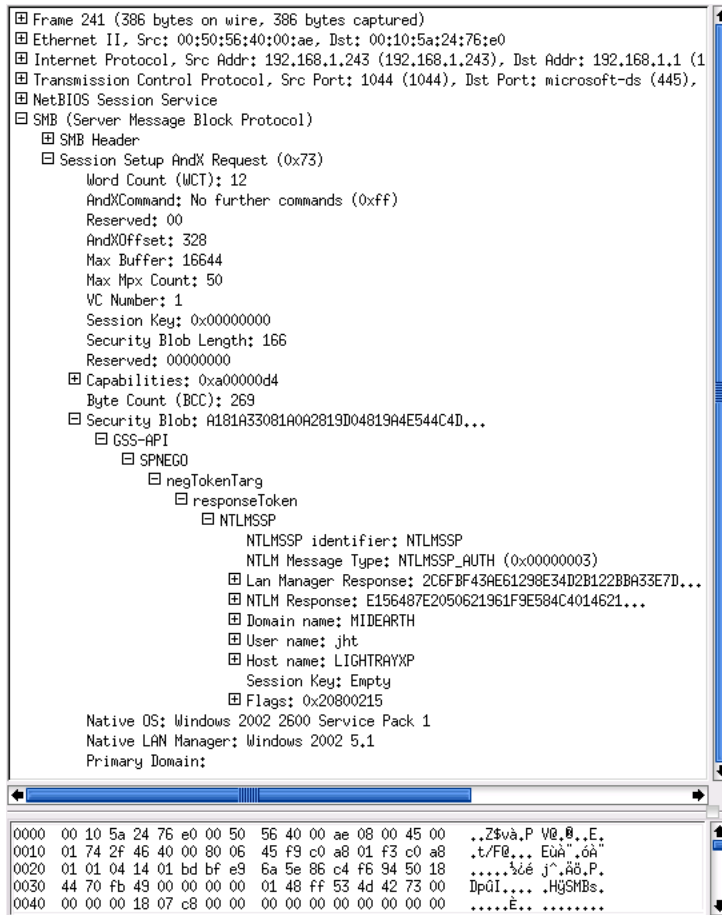 Frame 241 (386 bytes on wire, 386 bytes captured)
Ethernet II, Src: 00:50:56:40:00:ae, Dst: 00:10:5a:24:76:e0
Internet Protocol, Src Addr: 192.168.1.243 (192.168.1.243), Dst Addr: 192.168.1.1 (1
Transmission Control Protocol, Src Port: 1044 (1044), Dst Port: microsoft-ds (445),
NetBIOS Session Service
SMB (Server Message Block Protocol)
SMB Header
Session Setup AndX Request (0x73)
Word Count (WCT): 12
AndXCommand: No further commands (0xff)
Reserved: 00
AndXOffset: 328
Max Buffer: 16644
Max Mpx Count: 50
VC Number: 1
Session Key: 0x00000000
Security Blob Length: 166
Reserved: 00000000
Capabilities: 0xa00000d4
Byte Count (BCC): 269
Security Blob: A181A33081A0A2819D04819A4E544C4D...
GSS-API
SPNEGO
negTokenTarg
responseToken
NTLMSSP
NTLMSSP identifier: NTLMSSP
NTLM Message Type: NTLMSSP_AUTH (0x00000003)
Lan Manager Response: 2C6FBF43AE61298E34D2B122BBA33E7D...
NTLM Response: E156487E2050621961F9E584C4014621...
Domain name: MIDEARTH
User name: jht
Host name: LIGHTRAYXP
Session Key: Empty
Flags: 0x20800215
Native OS: Windows 2002 2600 Service Pack 1
Native LAN Manager: Windows 2002 5.1
Primary Domain:
0000 00 10 5a 24 76 e0 00 50 56 40 00 ae 08 00 45 00 ..Z$và.P V@.®..E.
0010 01 74 2f 46 40 00 80 06 45 f9 c0 a8 01 f3 c0 a8 .t/F@... EùÀ¨.óÀ¨
0020 01 01 04 14 01 bd bf e9 6a 5e 86 c4 f6 94 50 18 .....½¿é j^.Äö.P.
0030 44 70 fb 49 00 00 00 00 01 48 ff 53 4d 42 73 00 DpûI.... .HÿSMBs.
0040 00 00 00 18 07 c8 00 00 00 00 00 00 00 00 00 00 .....È.. ........